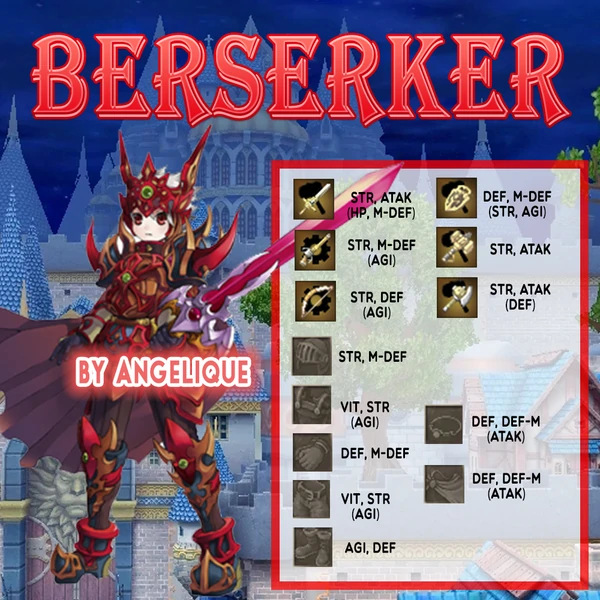 BERSERKER
STR, ATAK
(HP, M-DEF)
DEF, M-DEF
(STR, AGI)
STR, M-DEF
(AGI)
STR, ATAK
STR, DEF
(AGI)
STR, ATAK
(DEF)
STR, M-DEF
BY ANGELIQUE
VIT, STR
(AGI)
DEF, DEF-M
(ATAK)
DEF, M-DEF
DEF, DEF-M
(ATAK)
VIT, STR
(AGI)
AGI, DEF